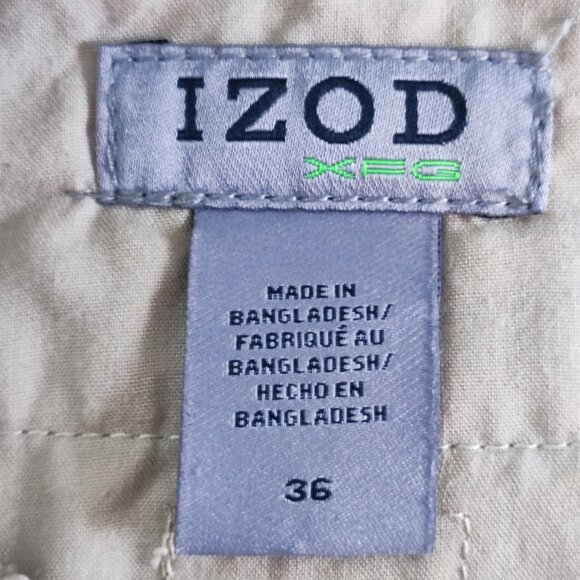 IZOD
XFG
MADE IN
BANGLADESH/
FABRIQUÉ AU
BANGLADESH/
HECHO EN
BANGLADESH
36